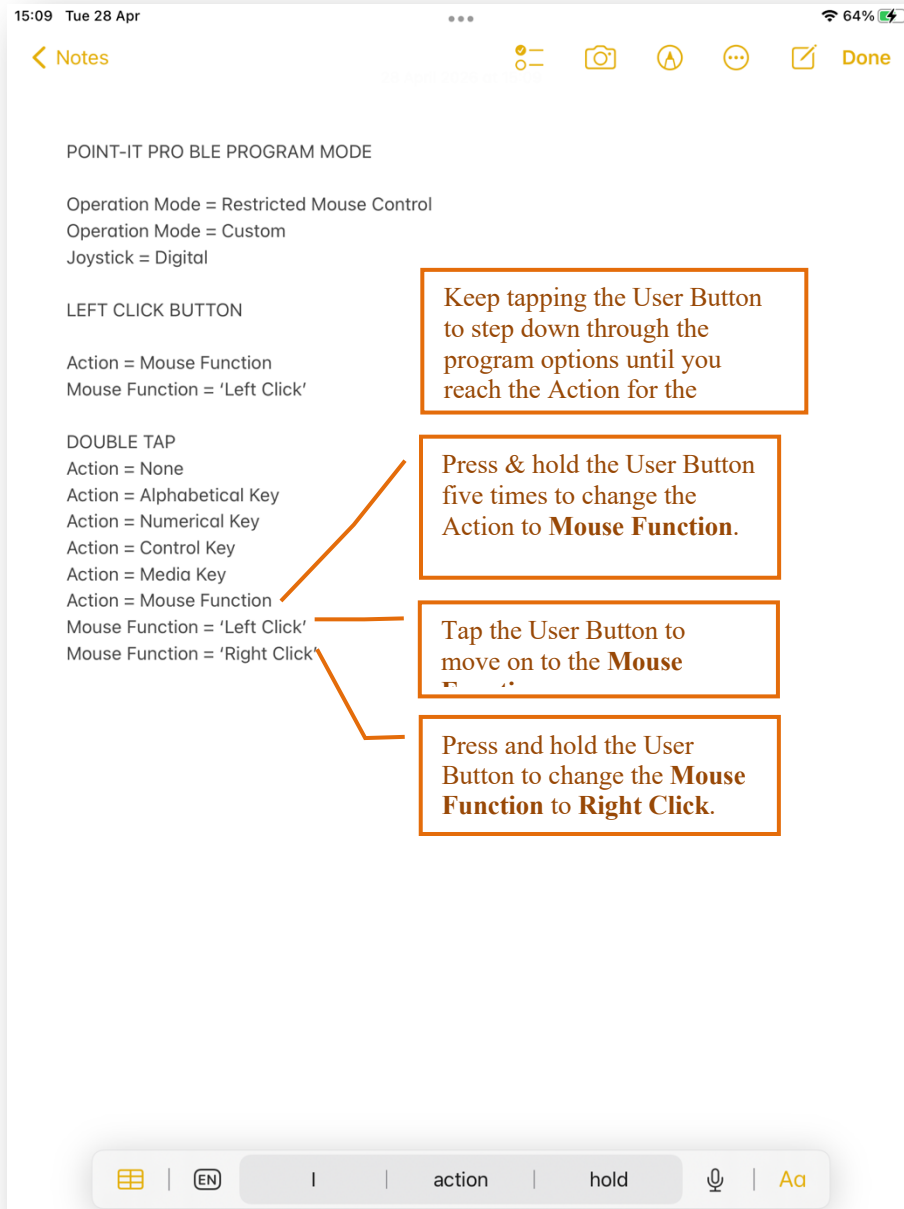 15:09 Tue 28 Apr
64%
Notes
Done
POINT-IT PRO BLE PROGRAM MODE
Operation Mode = Restricted Mouse Control
Operation Mode = Custom
Joystick = Digital
LEFT CLICK BUTTON
Action = Mouse Function
Mouse Function = ‘Left Click’
DOUBLE TAP
Action = None
Action = Alphabetical Key
Action = Numerical Key
Action = Control Key
Action = Media Key
Action = Mouse Function
Mouse Function = ‘Left Click’
Mouse Function = ‘Right Click’
Keep tapping the User Button
to step down through the
program options until you
reach the Action for the
Press & hold the User Button
five times to change the
Action to Mouse Function.
Tap the User Button to
move on to the Mouse
Press and hold the User
Button to change the Mouse
Function to Right Click.
EN
I
action
hold
Aa